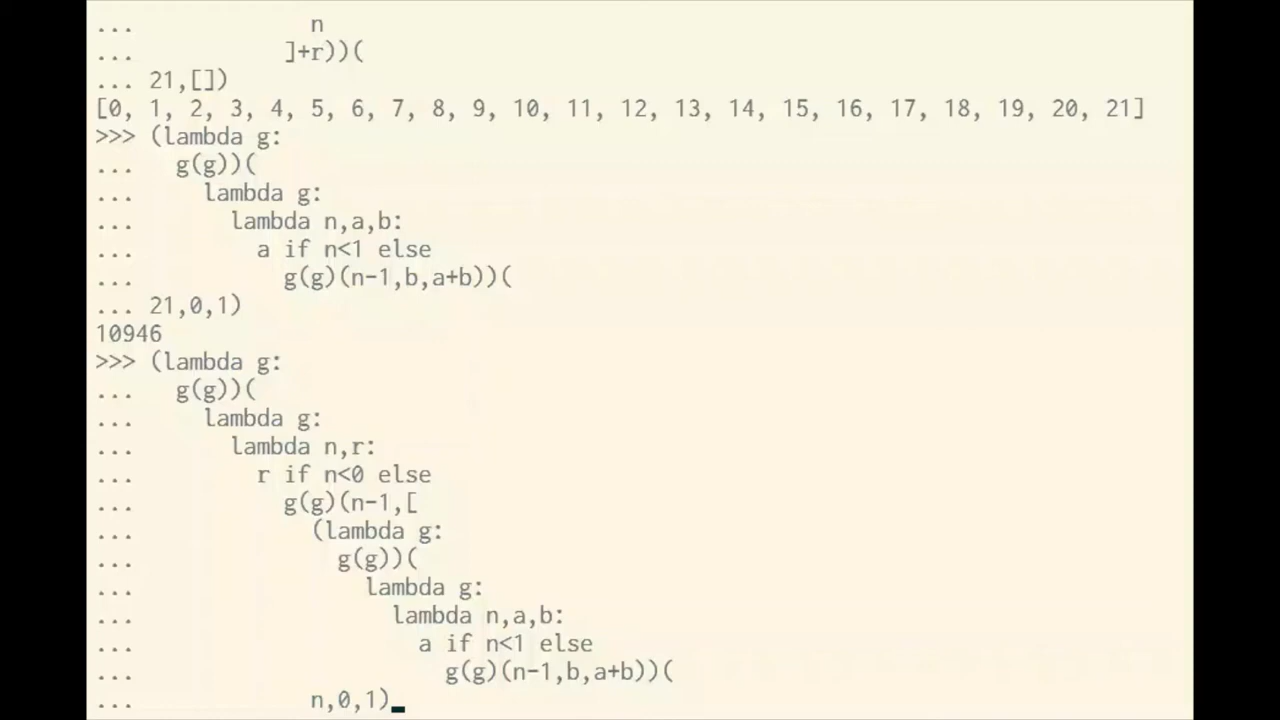 ...              n
...            ]+r))(
... 21,[])
[0, 1, 2, 3, 4, 5, 6, 7, 8, 9, 10, 11, 12, 13, 14, 15, 16, 17, 18, 19, 20, 21]
>>> (lambda g:
...   g(g))(
...     lambda g:
...       lambda n,a,b:
...         a if n<1 else
...           g(g)(n-1,b,a+b))(
... 21,0,1)
10946
>>> (lambda g:
...   g(g))(
...     lambda g:
...       lambda n,r:
...         r if n<0 else
...           g(g)(n-1,[
...             (lambda g:
...               g(g))(
...                 lambda g:
...                   lambda n,a,b:
...                     a if n<1 else
...                       g(g)(n-1,b,a+b))(
...             n,0,1)